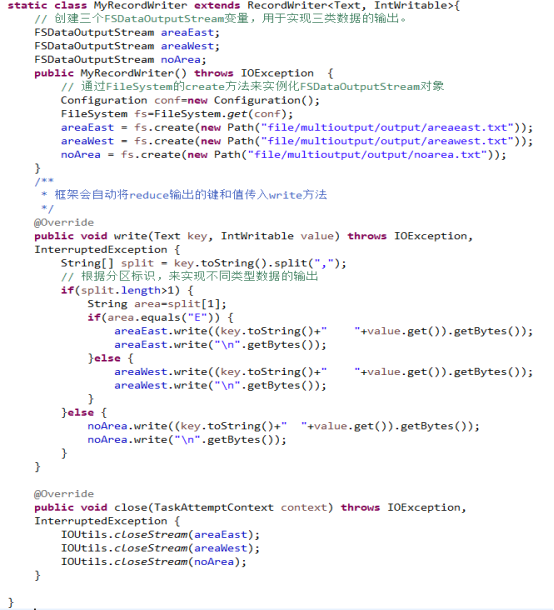 static class MyRecordWriter extends RecordWriter<Text, IntWritable>{
// 创建三个FSDataOutputStream变量，用于实现三类数据的输出。
FSDataOutputStream areaEast;
FSDataOutputStream areaWest;
FSDataOutputStream noArea;
public MyRecordWriter() throws IOException  {
// 通过FileSystem的create方法来实例化FSDataOutputStream对象
Configuration conf=new Configuration();
FileSystem fs=FileSystem.get(conf);
areaEast = fs.create(new Path("file/multioutput/output/areaeast.txt"));
areaWest = fs.create(new Path("file/multioutput/output/areawest.txt"));
noArea = fs.create(new Path("file/multioutput/output/noarea.txt"));
}
/**
* 框架会自动将reduce输出的键和值传入write方法
*/
@Override
public void write(Text key, IntWritable value) throws IOException,
InterruptedException {
String[] split = key.toString().split(",");
// 根据分区标识，来实现不同类型数据的输出
if(split.length>1) {
String area=split[1];
if(area.equals("E")) {
areaEast.write((key.toString()+"    "+value.get()).getBytes());
areaEast.write("\n".getBytes());
}else {
areaWest.write((key.toString()+"    "+value.get()).getBytes());
areaWest.write("\n".getBytes());
}
}else {
noArea.write((key.toString()+"  "+value.get()).getBytes());
noArea.write("\n".getBytes());
}
}
@Override
public void close(TaskAttemptContext context) throws IOException,
InterruptedException {
IOUtils.closeStream(areaEast);
IOUtils.closeStream(areaWest);
IOUtils.closeStream(noArea);
}
}